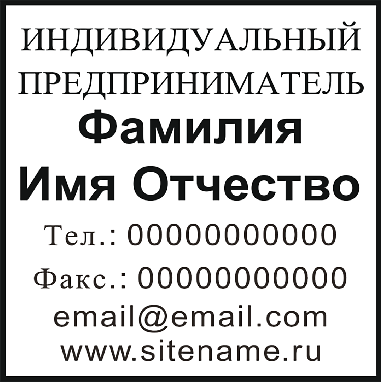 ИНДИВИДУАЛЬНЫЙ
ПРЕДПРИНИМАТЕЛЬ
Фамилия
Имя Отчество
Тел.: 00000000000
Факс.: 00000000000
email@email.com
www.sitename.ru